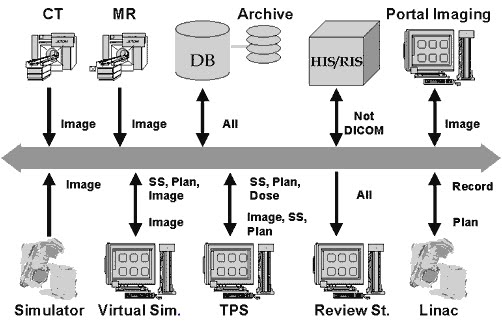 CT
MR
Archive
Portal Imaging
DB
HIS/RIS
Image
Image
All
Not
DICOM
Image
Image
SS, Plan,
Image
Image
SS, Plan,
Dose
Image, SS,
Plan
All
Record
Plan
Simulator
Virtual Sim.
TPS
Review St.
Linac